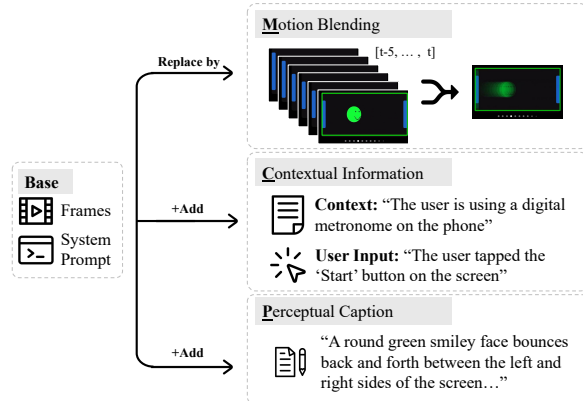 Motion Blending
Replace by
[t-5, … , t]
Base
Frames
System
Prompt
+Add
Contextual Information
Context: “The user is using a digital
metronome on the phone”
User Input: “The user tapped the
‘Start’ button on the screen”
+Add
Perceptual Caption
“A round green smiley face bounces
back and forth between the left and
right sides of the screen…”